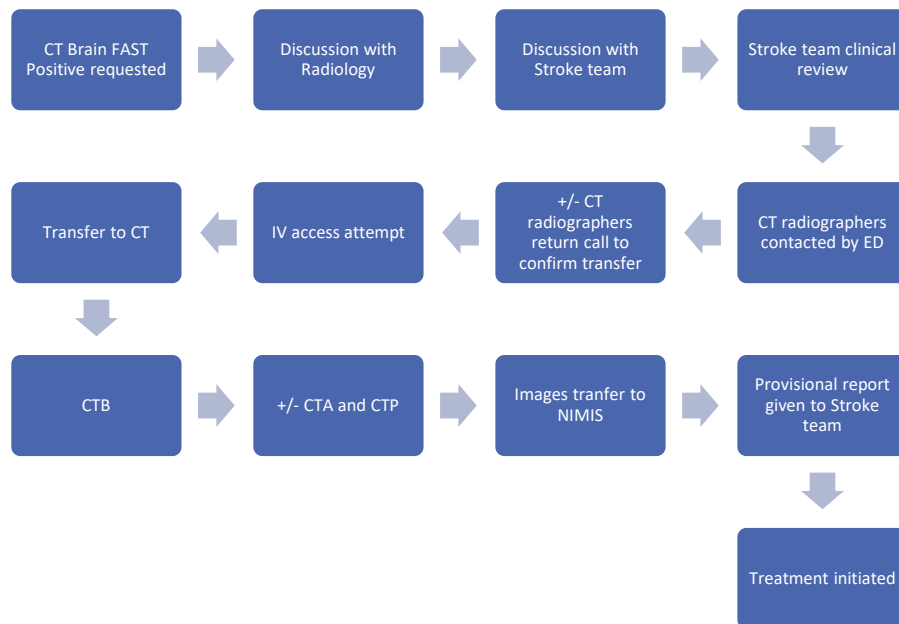 CT Brain FAST
Positive requested
Discussion with
Radiology
Discussion with
Stroke team
Stroke team clinical
review
CT radiographers
contacted by ED
+/- CT
radiographers
return call to
confirm transfer
IV access attempt
Transfer to CT
CTB
+/- CTA and CTP
Images tranfer to
NIMIS
Provisional report
given to Stroke
team
Treatment initiated